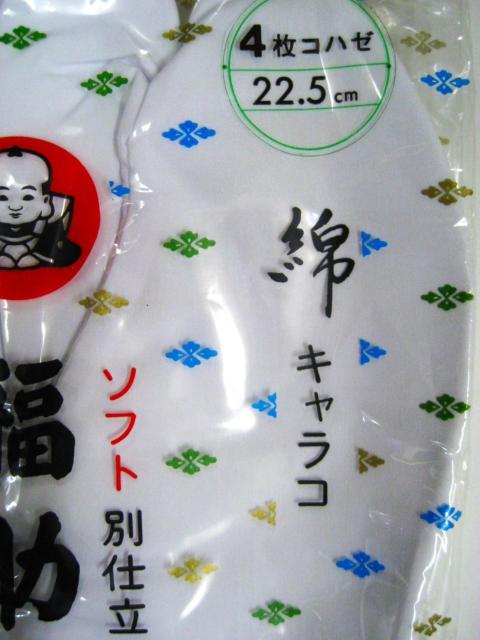 4枚コハゼ
22.5cm
綿
キャラコ
ソフト別仕立
福助